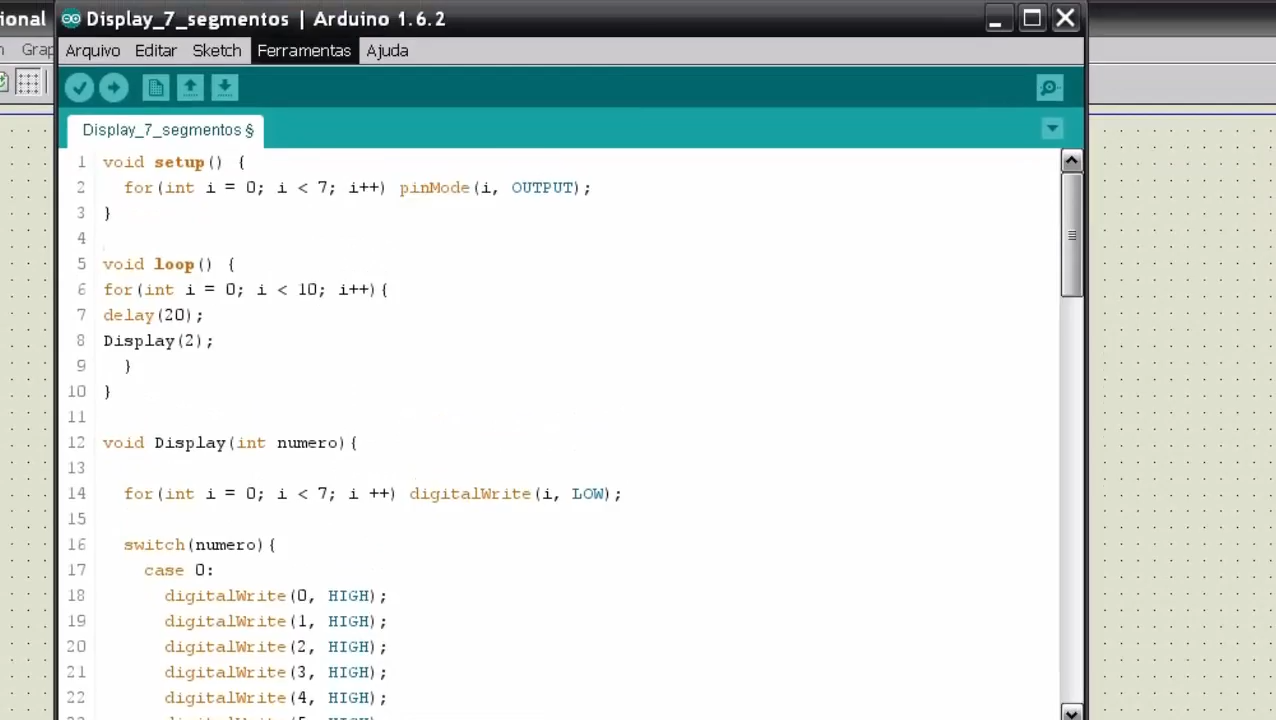 ional
Display_7_segmentos | Arduino 1.6.2
Grap
Arquivo Editar Sketch Ferramentas Ajuda
Display_7_segmentos §
1 void setup() {
2 for(int i = 0; i < 7; i++) pinMode(i, OUTPUT);
3 }
4
5 void loop() {
6 for(int i = 0; i < 10; i++){
7 delay(20);
8 Display(2);
9 }
10 }
11
12 void Display(int numero){
13
14 for(int i = 0; i < 7; i ++) digitalWrite(i, LOW);
15
16 switch(numero){
17 case 0:
18 digitalWrite(0, HIGH);
19 digitalWrite(1, HIGH);
20 digitalWrite(2, HIGH);
21 digitalWrite(3, HIGH);
22 digitalWrite(4, HIGH);